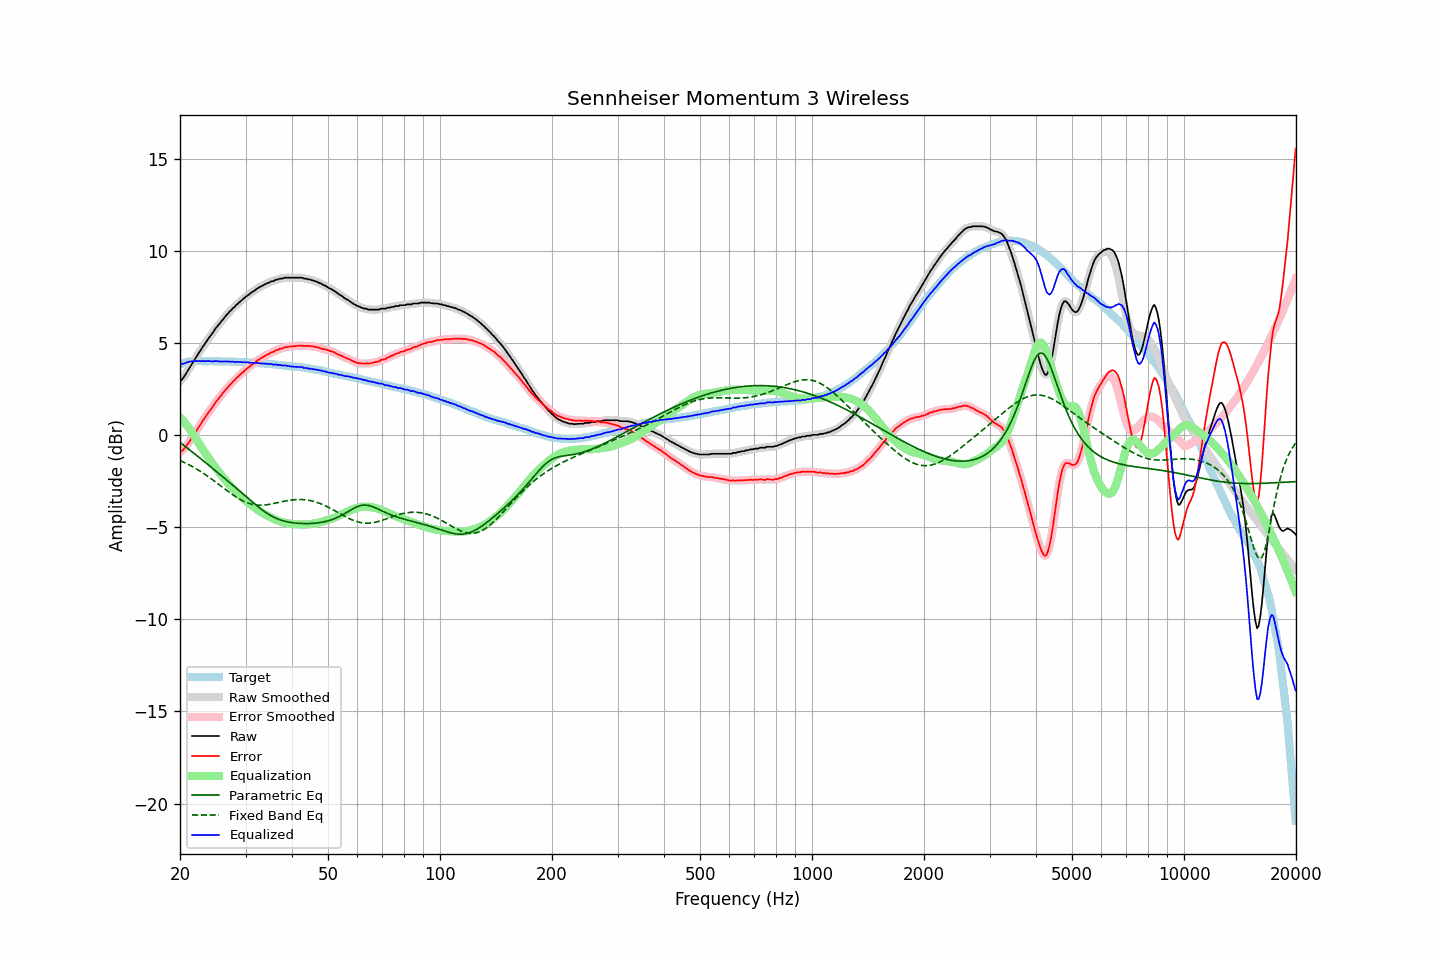 Sennheiser Momentum 3 Wireless
Amplitude (dBr)
15
10
5
0
−5
−10
−15
−20
Target
Raw Smoothed
Error Smoothed
Raw
Error
Equalization
Parametric Eq
Fixed Band Eq
Equalized
20 50 100 200 500 1000 2000 5000 10000 20000
Frequency (Hz)